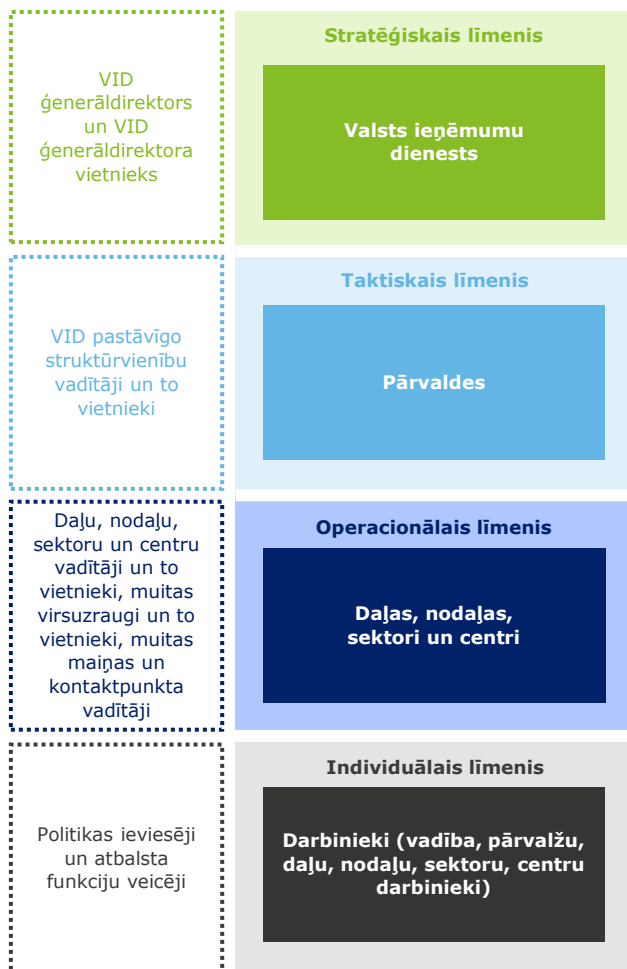 VID
ģenerāldirektors
un VID
ģenerāldirektora
vietnieks
Stratēģiskais līmenis
Valsts ieņēmumu
dienests
VID pastāvīgo
struktūrvienību
vadītāji un to
vietnieki
Taktiskais līmenis
Pārvaldes
Daļu, nodaļu,
sektoru un centru
vadītāji un to
vietnieki, muitas
virsuzraugi un to
vietnieki, muitas
maiņas un
kontaktpunkta
vadītāji
Operacionālais līmenis
Daļas, nodaļas,
sektori un centri
Politikas ieviesēji
un atbalsta
funkciju veicēji
Individuālais līmenis
Darbinieki (vadība, pārvalžu,
daļu, nodaļu, sektoru, centru
darbinieki)